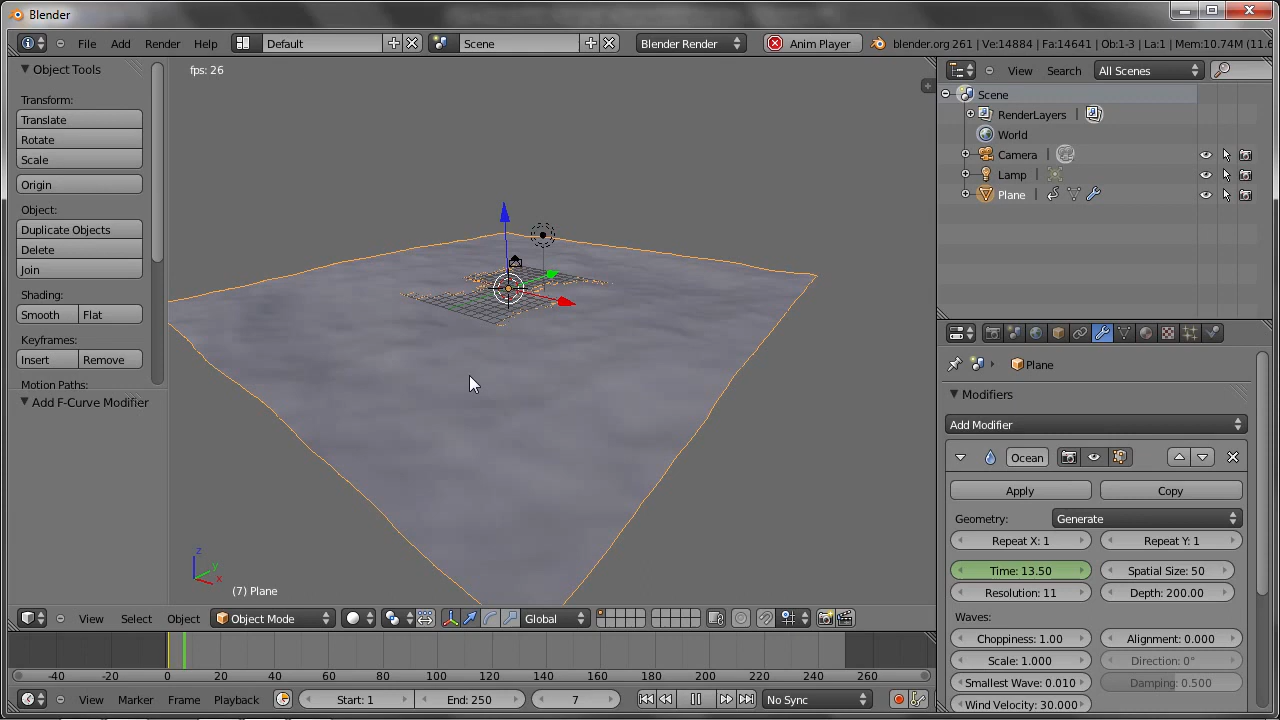 Blender
File Add Render Help Default Scene Blender Render Anim Player blender.org 261 | Ve:14884 | Fa:14641 | Ob:1-3 | La:1 | Mem:10.74M (11.6
Object Tools
fps: 26
View Search All Scenes
Transform:
Translate
Rotate
Scale
Origin
Object:
Duplicate Objects
Delete
Join
Shading:
Smooth Flat
Keyframes:
Insert Remove
Motion Paths:
Add F-Curve Modifier
z
y
x
(7) Plane
Scene
RenderLayers |
World
Camera |
Lamp |
Plane |
Plane
Modifiers
Add Modifier
Ocean
Apply Copy
Geometry: Generate
Repeat X: 1 Repeat Y: 1
Time: 13.50 Spatial Size: 50
Resolution: 11 Depth: 200.00
Waves:
Choppiness: 1.00 Alignment: 0.000
Scale: 1.000 Direction: 0°
Smallest Wave: 0.010 Damping: 0.500
Wind Velocity: 30.000
View Select Object Object Mode Global
-40 -20 0 20 40 60 80 100 120 140 160 180 200 220 240 260
View Marker Frame Playback Start: 1 End: 250 7 No Sync